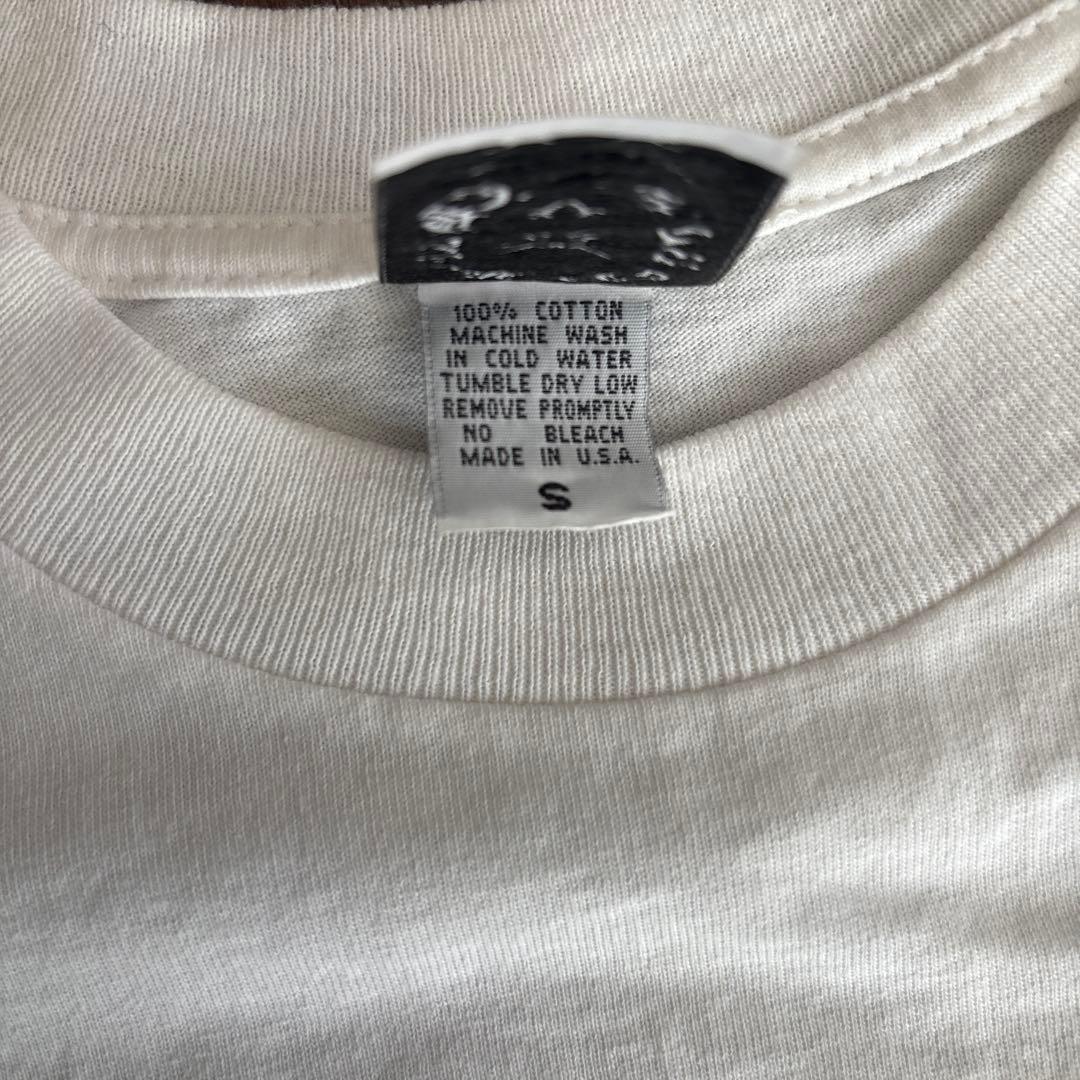 100% COTTON
MACHINE WASH
IN COLD WATER
TUMBLE DRY LOW
REMOVE PROMPTLY
NO BLEACH
MADE IN U.S.A.
S